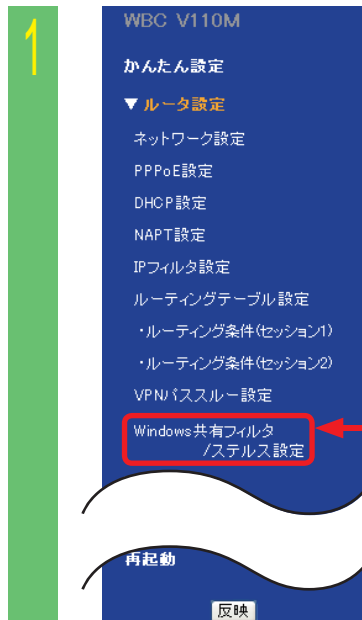 1
WBC V110M
かんたん設定
▼ルータ設定
ネットワーク設定
PPPoE設定
DHCP設定
NAPT設定
IPフィルタ設定
ルーティングテーブル設定
・ルーティング条件(セッション1)
・ルーティング条件(セッション2)
VPNパススルー設定
Windows共有フィルタ
/ステルス設定
再起動
反映